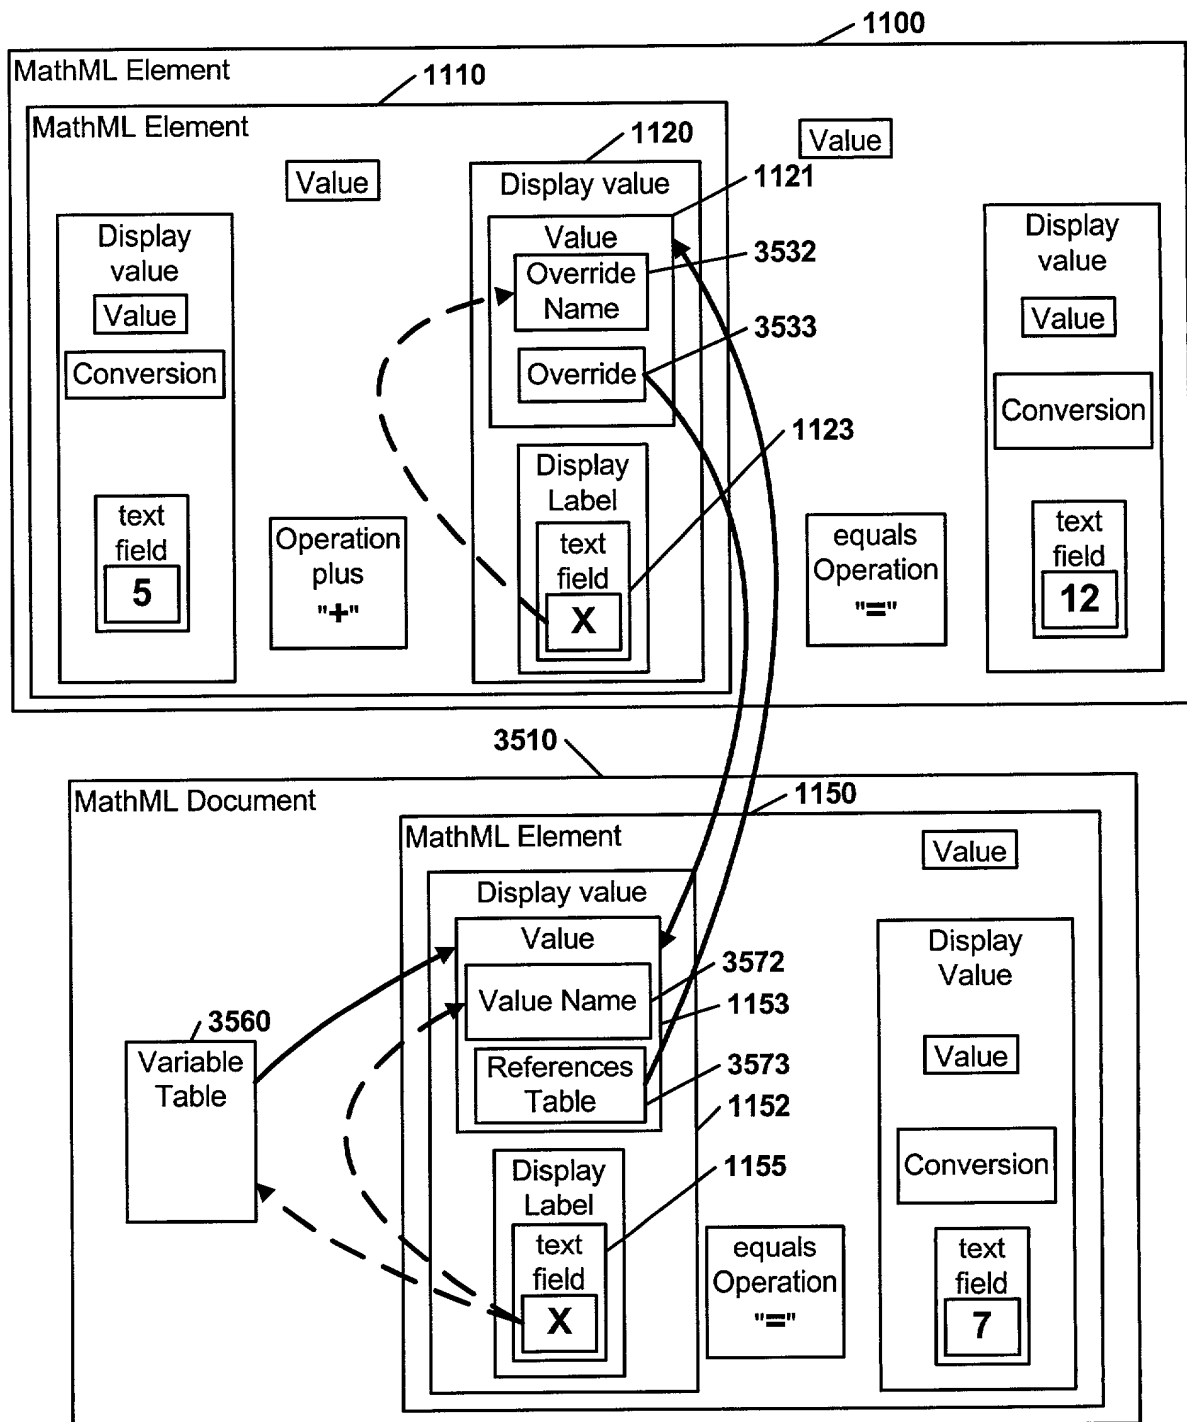 1100
MathML Element
1110
MathML Element
1120
Value
Value
Display value
1121
Display
value
Value
Override
Name
3532
Display
value
Value
Value
3533
Conversion
Override
Conversion
1123
Display
Label
text
field
5
Operation
plus
"+"
text
field
X
equals
Operation
"="
text
field
12
3510
MathML Document
1150
MathML Element
Value
Display value
Value
Display
Value
Value Name
3572
1153
3560
Variable
Table
Value
References
Table
3573
1152
Conversion
Display
Label
1155
text
field
X
equals
Operation
"="
text
field
7